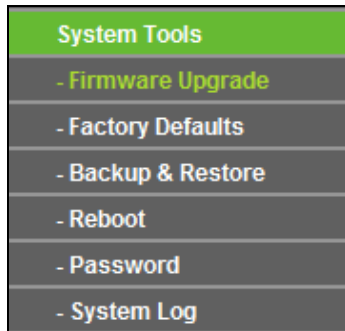 System Tools
- Firmware Upgrade
- Factory Defaults
- Backup & Restore
- Reboot
- Password
- System Log